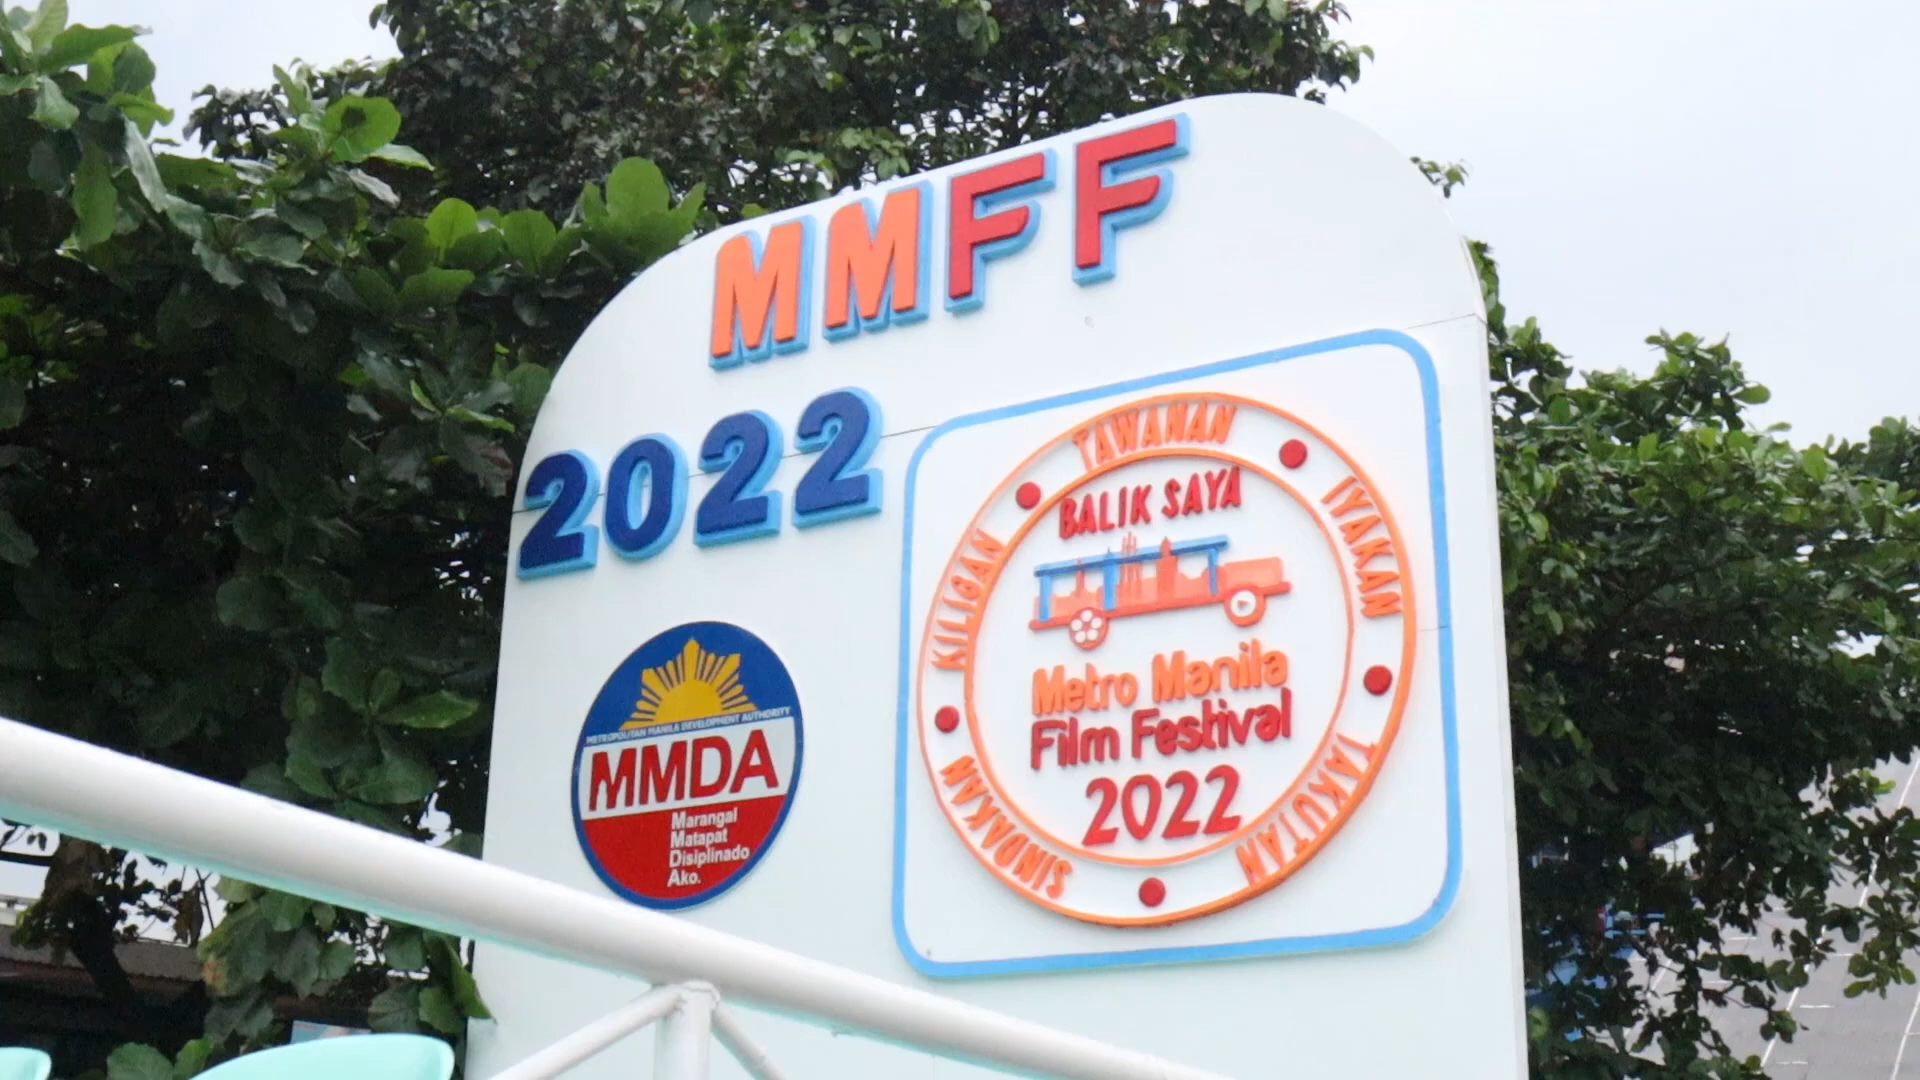 MMFF
2022
METROPOLITAN MANILA DEVELOPMENT AUTHORITY
MMDA
Marangal
Matapat
Disiplinado
Ako.
KILIGAN
TAWANAN
IYAKAN
TAKUTAN
SINDAKAN
BALIK SAYA
Metro Manila
Film Festival
2022